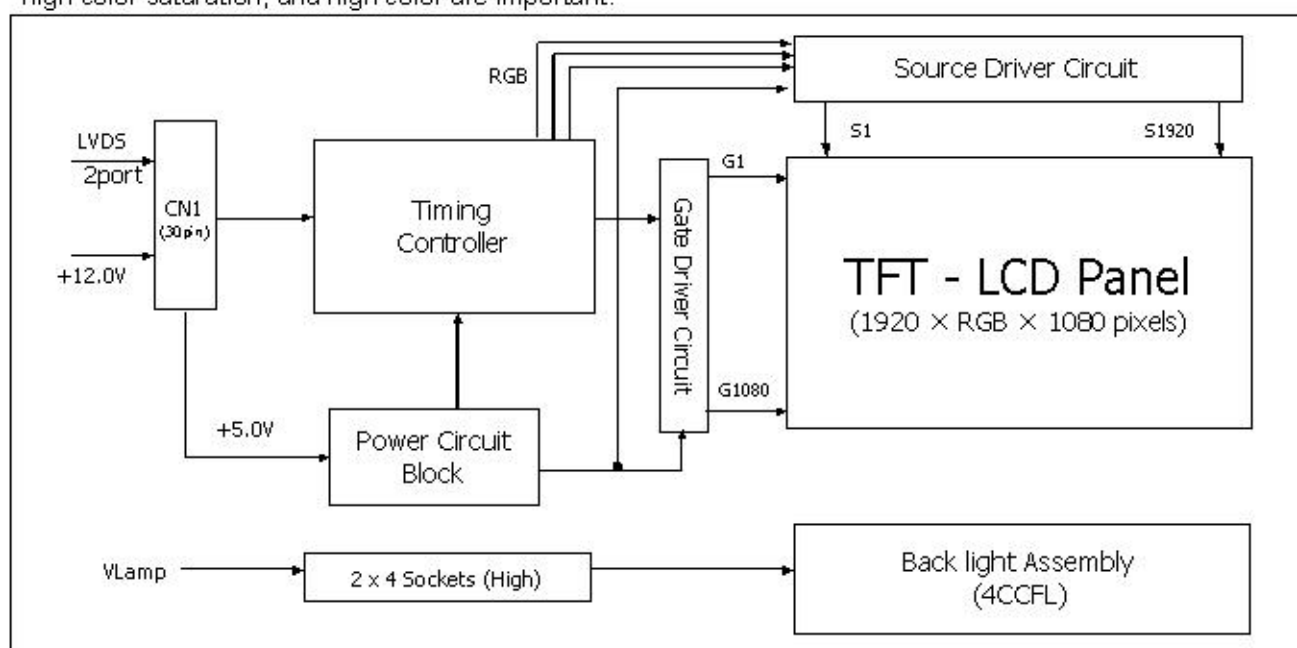 high color saturation, and high color are important.
RGB
Source Driver Circuit
S1
S1920
LVDS
2port
CN1
(30pin)
+12.0V
Timing
Controller
Gate Driver Circuit
G1
G1080
TFT - LCD Panel
(1920 × RGB × 1080 pixels)
+5.0V
Power Circuit
Block
VLamp
2 x 4 Sockets (High)
Back light Assembly
(4CCFL)